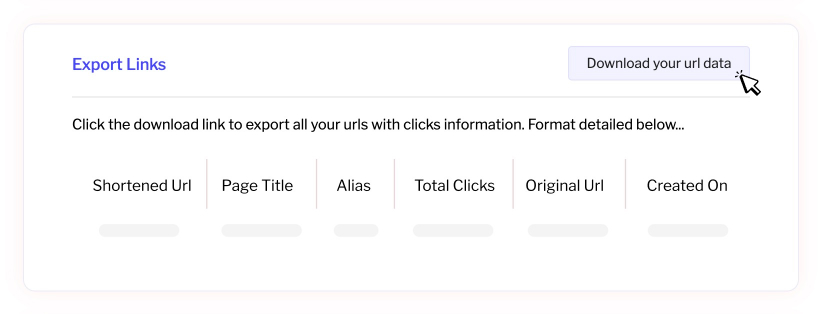 Export Links
Download your url data
Click the download link to export all your urls with clicks information. Format detailed below...
Shortened Url Page Title Alias Total Clicks Original Url Created On